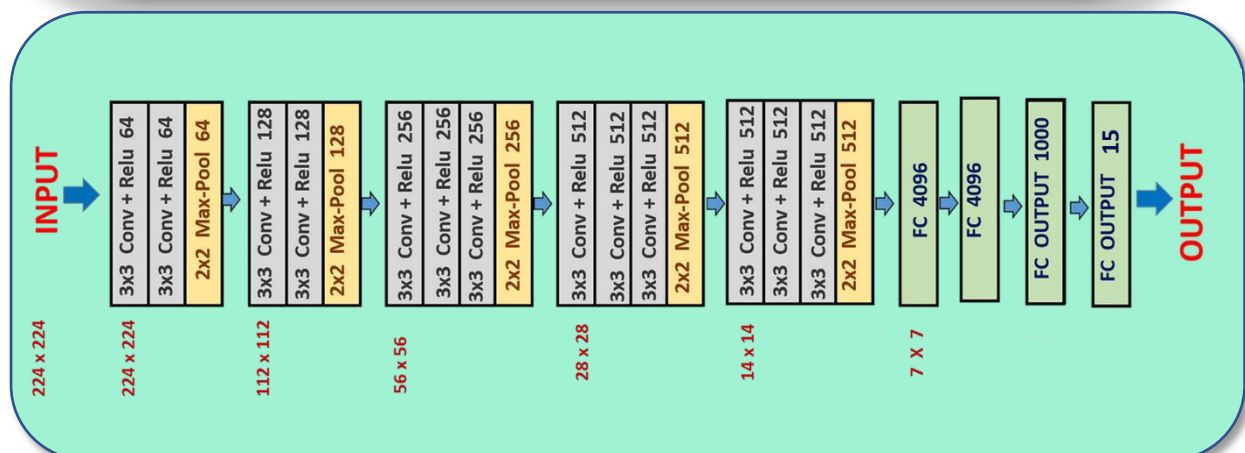 INPUT
224 x 224
3x3 Conv + Relu 64
3x3 Conv + Relu 64
2x2 Max-Pool 64
224 x 224
3x3 Conv + Relu 128
3x3 Conv + Relu 128
2x2 Max-Pool 128
112 x 112
3x3 Conv + Relu 256
3x3 Conv + Relu 256
3x3 Conv + Relu 256
2x2 Max-Pool 256
56 x 56
3x3 Conv + Relu 512
3x3 Conv + Relu 512
3x3 Conv + Relu 512
2x2 Max-Pool 512
28 x 28
3x3 Conv + Relu 512
3x3 Conv + Relu 512
3x3 Conv + Relu 512
2x2 Max-Pool 512
14 x 14
FC 4096
7 X 7
FC 4096
FC OUTPUT 1000
FC OUTPUT 15
OUTPUT